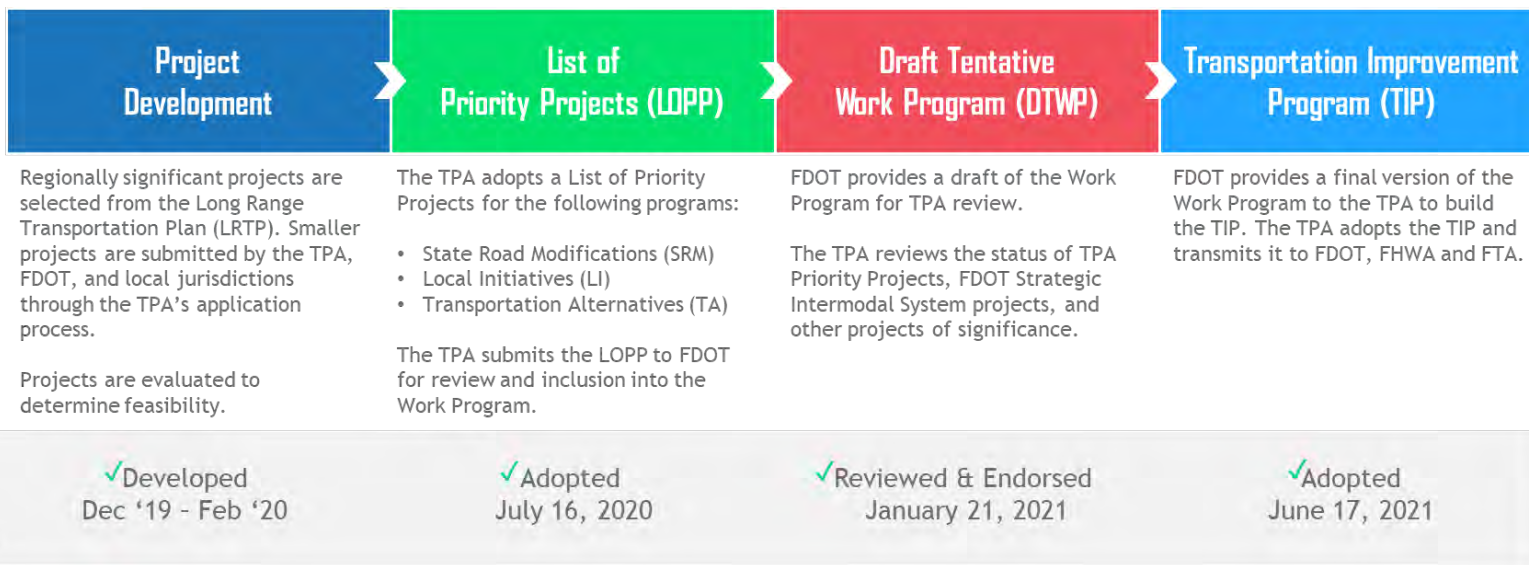 Project
Development
List of
Priority Projects (LOPP)
Draft Tentative
Work Program (DTWP)
Transportation Improvement
Program (TIP)
Regionally significant projects are
selected from the Long Range
Transportation Plan (LRTP). Smaller
projects are submitted by the TPA,
FDOT, and local jurisdictions
through the TPA's application
process.
Projects are evaluated to
determine feasibility.
The TPA adopts a List of Priority
Projects for the following programs:
• State Road Modifications (SRM)
• Local Initiatives (LI)
• Transportation Alternatives (TA)
The TPA submits the LOPP to FDOT
for review and inclusion into the
Work Program.
FDOT provides a draft of the Work
Program for TPA review.
The TPA reviews the status of TPA
Priority Projects, FDOT Strategic
Intermodal System projects, and
other projects of significance.
FDOT provides a final version of the
Work Program to the TPA to build
the TIP. The TPA adopts the TIP and
transmits it to FDOT, FHWA and FTA.
✓Developed
Dec ‘19 – Feb ‘20
✓Adopted
July 16, 2020
✓Reviewed & Endorsed
January 21, 2021
✓Adopted
June 17, 2021